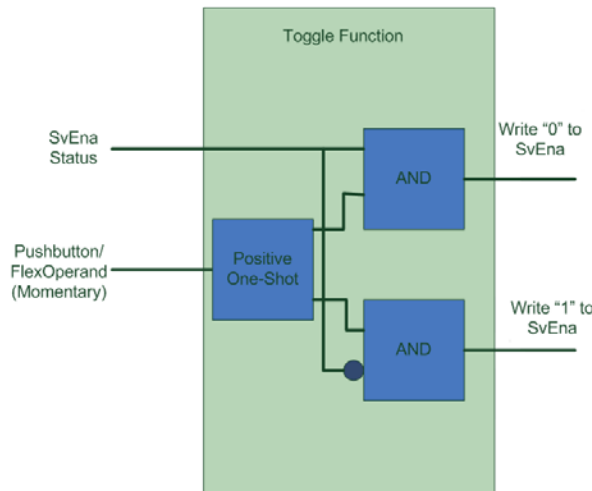 Toggle Function
SvEna
Status
AND
Write “0” to
SvEna
Pushbutton/
FlexOperand
(Momentary)
Positive
One-Shot
AND
Write “1” to
SvEna